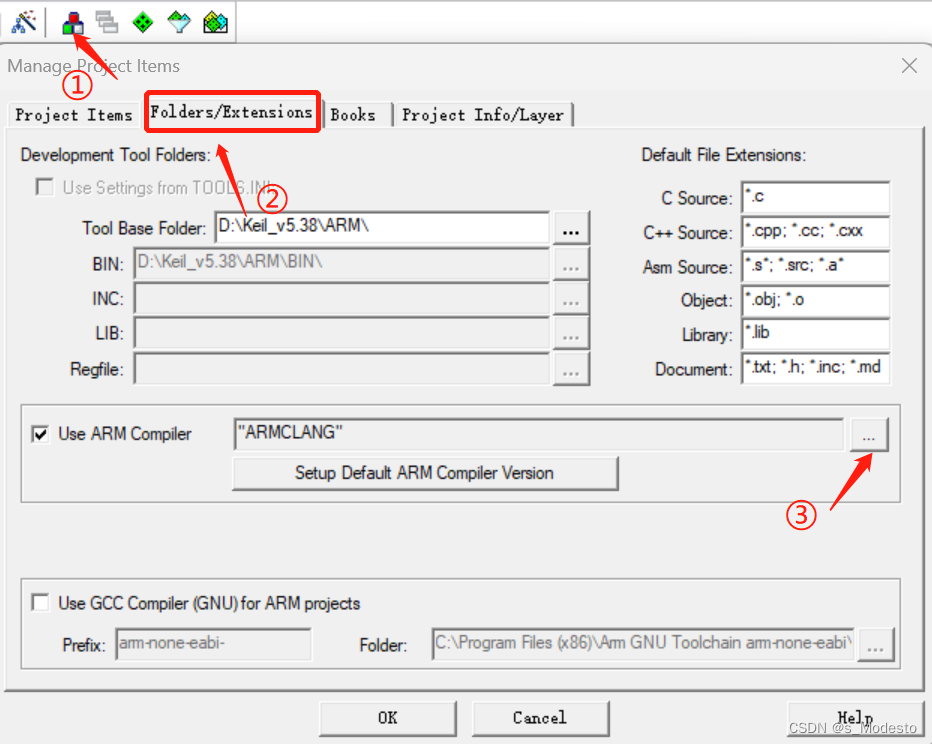 ①
Manage Project Items
Project Items
Folders/Extensions
Books
Project Info/Layer
Development Tool Folders:
Use Settings from TOOLS.INI
②
Tool Base Folder:
D:\Keil_v5.38\ARM\
...
BIN:
D:\Keil_v5.38\ARM\BIN\
...
INC:
...
LIB:
...
Regfile:
...
Default File Extensions:
C Source:
*.c
C++ Source:
*.cpp; *.cc; *.cxx
Asm Source:
*.s*; *.src; *.a*
Object:
*.obj; *.o
Library:
*.lib
Document:
*.txt; *.h; *.inc; *.md
Use ARM Compiler
"ARMCLANG"
...
Setup Default ARM Compiler Version
③
Use GCC Compiler (GNU) for ARM projects
Prefix:
arm-none-eabi-
Folder:
C:\Program Files (x86)\Arm GNU Toolchain arm-none-eabi\
...
OK
Cancel
Help
CSDN @s_Modesto